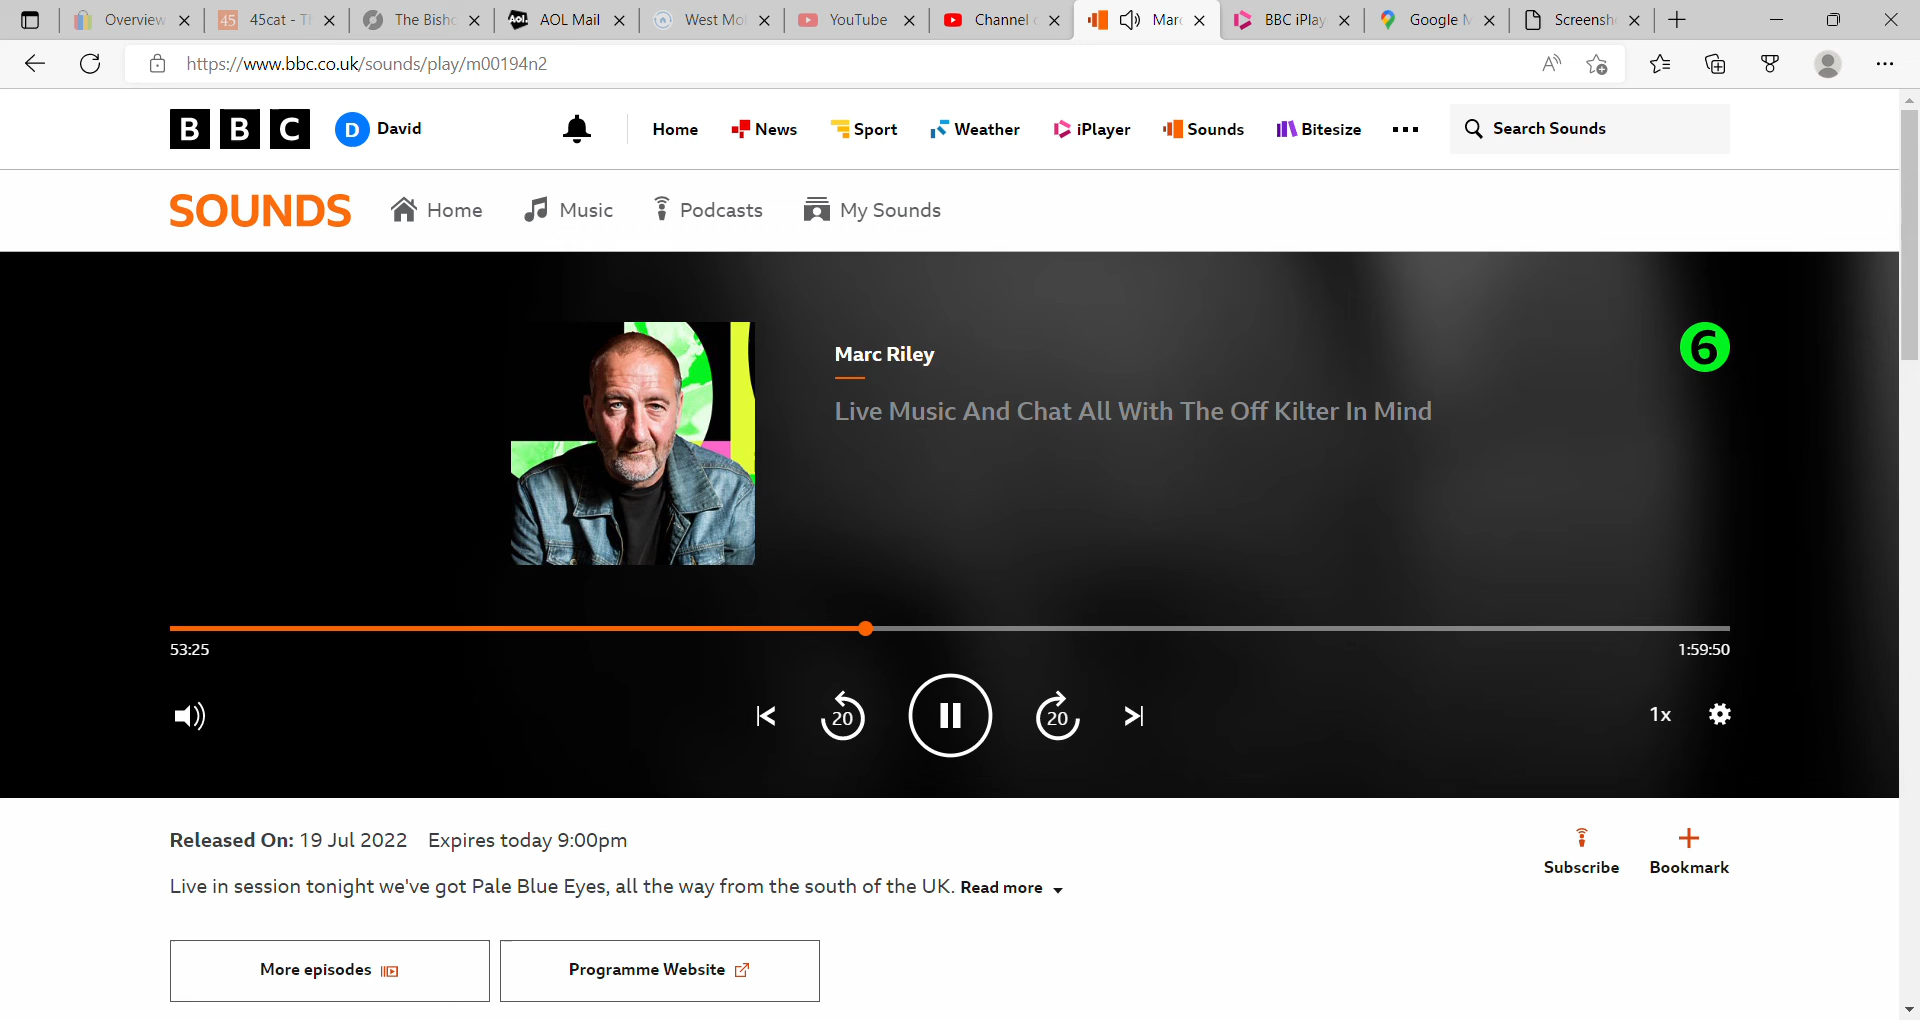 Overview
45cat - Th
The Bisho
AOL Mail
West Mo
YouTube
Channel c
Marc
BBC iPlay
Google M
Screensh
https://www.bbc.co.uk/sounds/play/m00194n2
BBC
D David
Home
News
Sport
Weather
iPlayer
Sounds
Bitesize
Search Sounds
SOUNDS
Home
Music
Podcasts
My Sounds
Marc Riley
6
Live Music And Chat All With The Off Kilter In Mind
53:25
1:59:50
20
20
1x
Released On: 19 Jul 2022 Expires today 9:00pm
Subscribe
Bookmark
Live in session tonight we've got Pale Blue Eyes, all the way from the south of the UK. Read more
More episodes
Programme Website